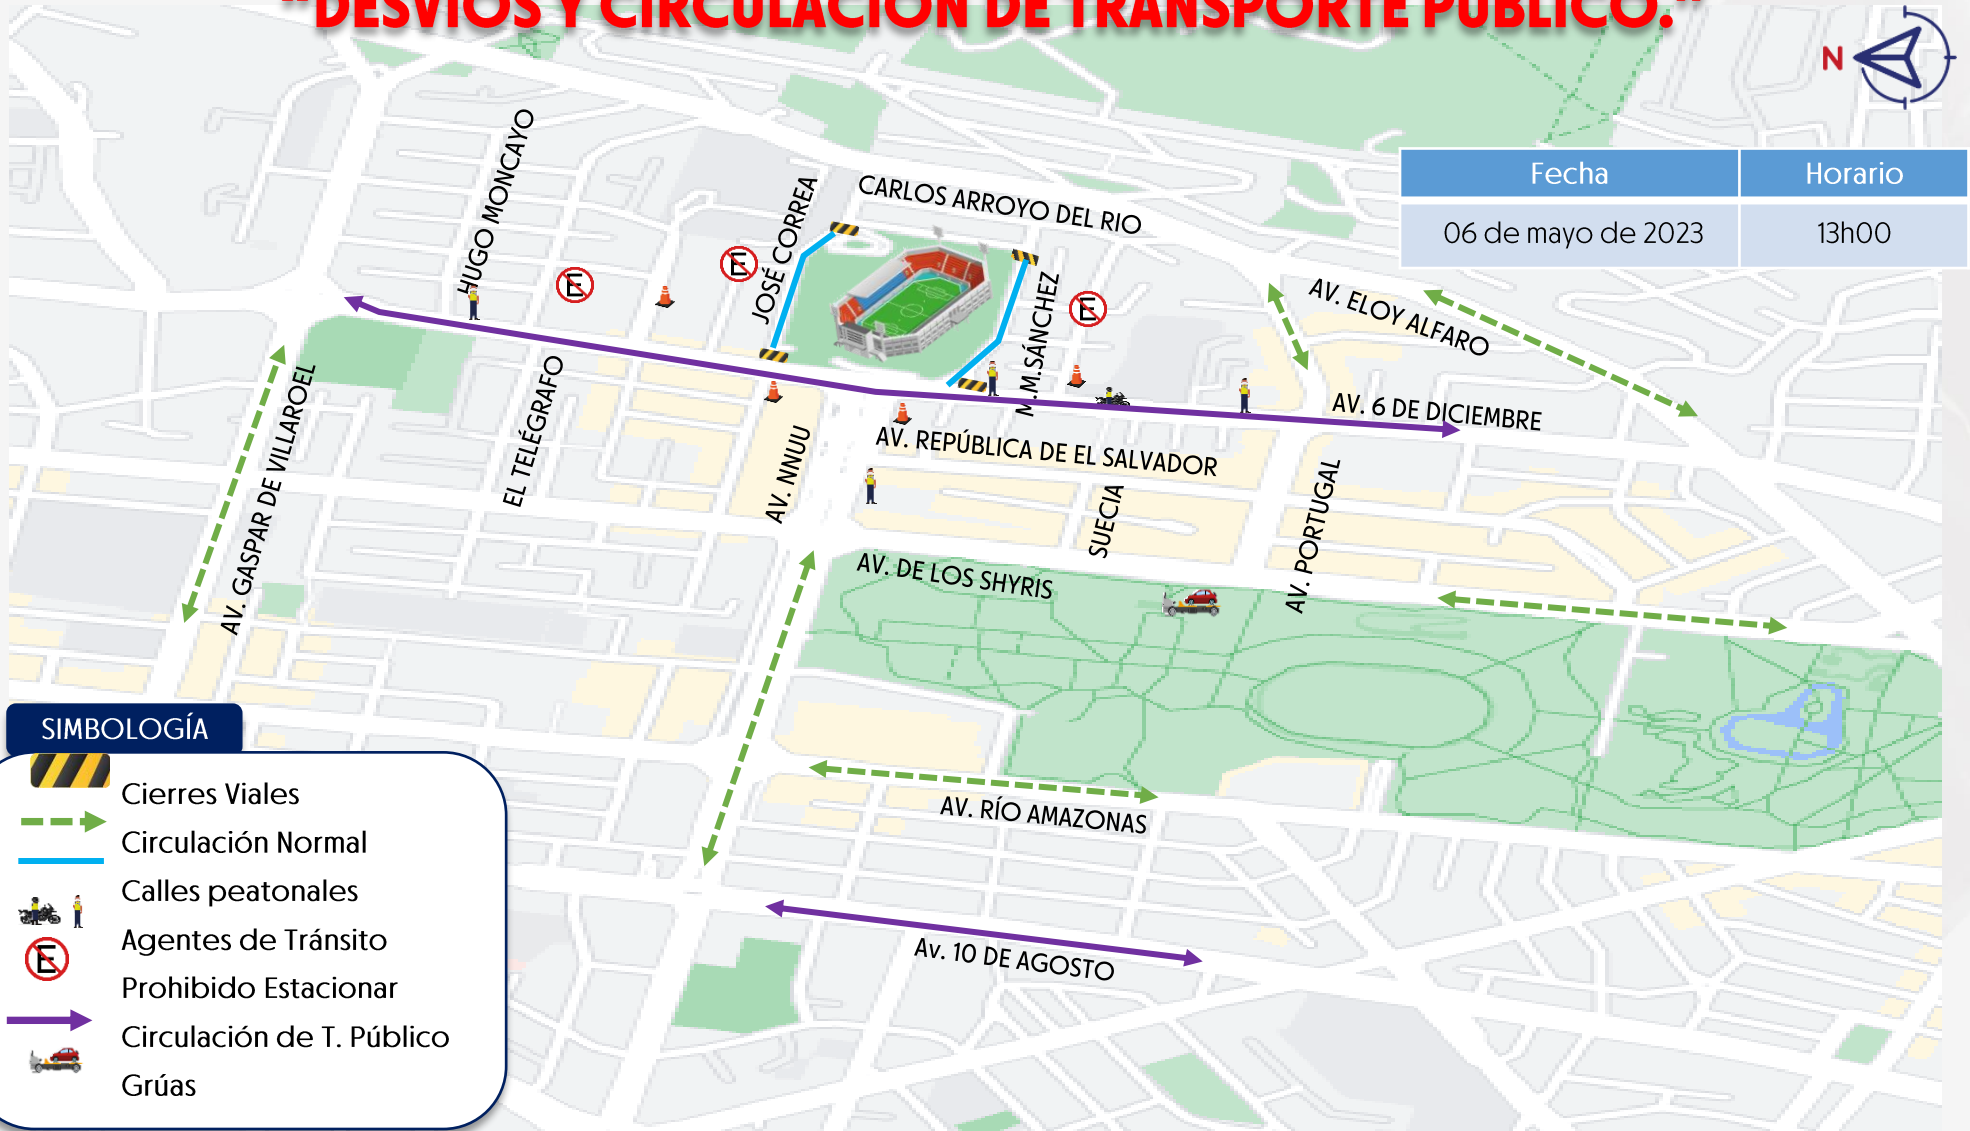 "DESVÍOS Y CIRCULACIÓN DE TRANSPORTE PÚBLICO."
N
Fecha
Horario
06 de mayo de 2023
13h00
HUGO MONCAYO
JOSÉ CORREA
CARLOS ARROYO DEL RIO
M.M.SÁNCHEZ
AV. ELOY ALFARO
AV. 6 DE DICIEMBRE
AV. GASPAR DE VILLAROEL
EL TELÉGRAFO
AV. NNUU
AV. REPÚBLICA DE EL SALVADOR
SUECIA
AV. PORTUGAL
AV. DE LOS SHYRIS
AV. RÍO AMAZONAS
Av. 10 DE AGOSTO
SIMBOLOGÍA
Cierres Viales
Circulación Normal
Calles peatonales
Agentes de Tránsito
E
Prohibido Estacionar
Circulación de T. Público
Grúas
E
E
E